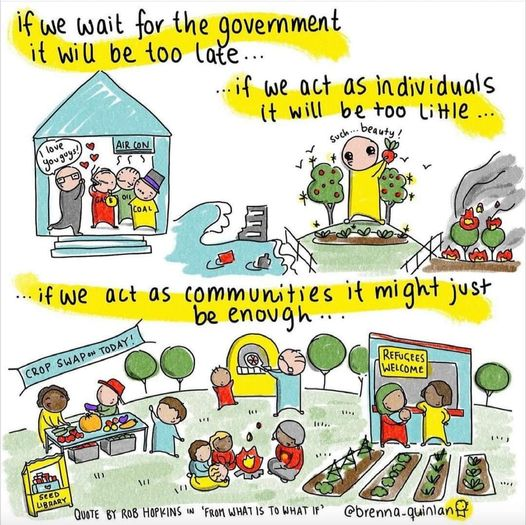 if we wait for the government
it will be too late...
...if we act as individuals
it will be too little...
I love
you guys!
AIR CON
GAS
OIL
COAL
such... beauty!
...if we act as communities it might just
be enough...
CROP SWAP ON TODAY!
REFUGEES
WELCOME
SEED
LIBRARY
QUOTE BY ROB HOPKINS IN 'FROM WHAT IS TO WHAT IF'
@brenna_quinlan